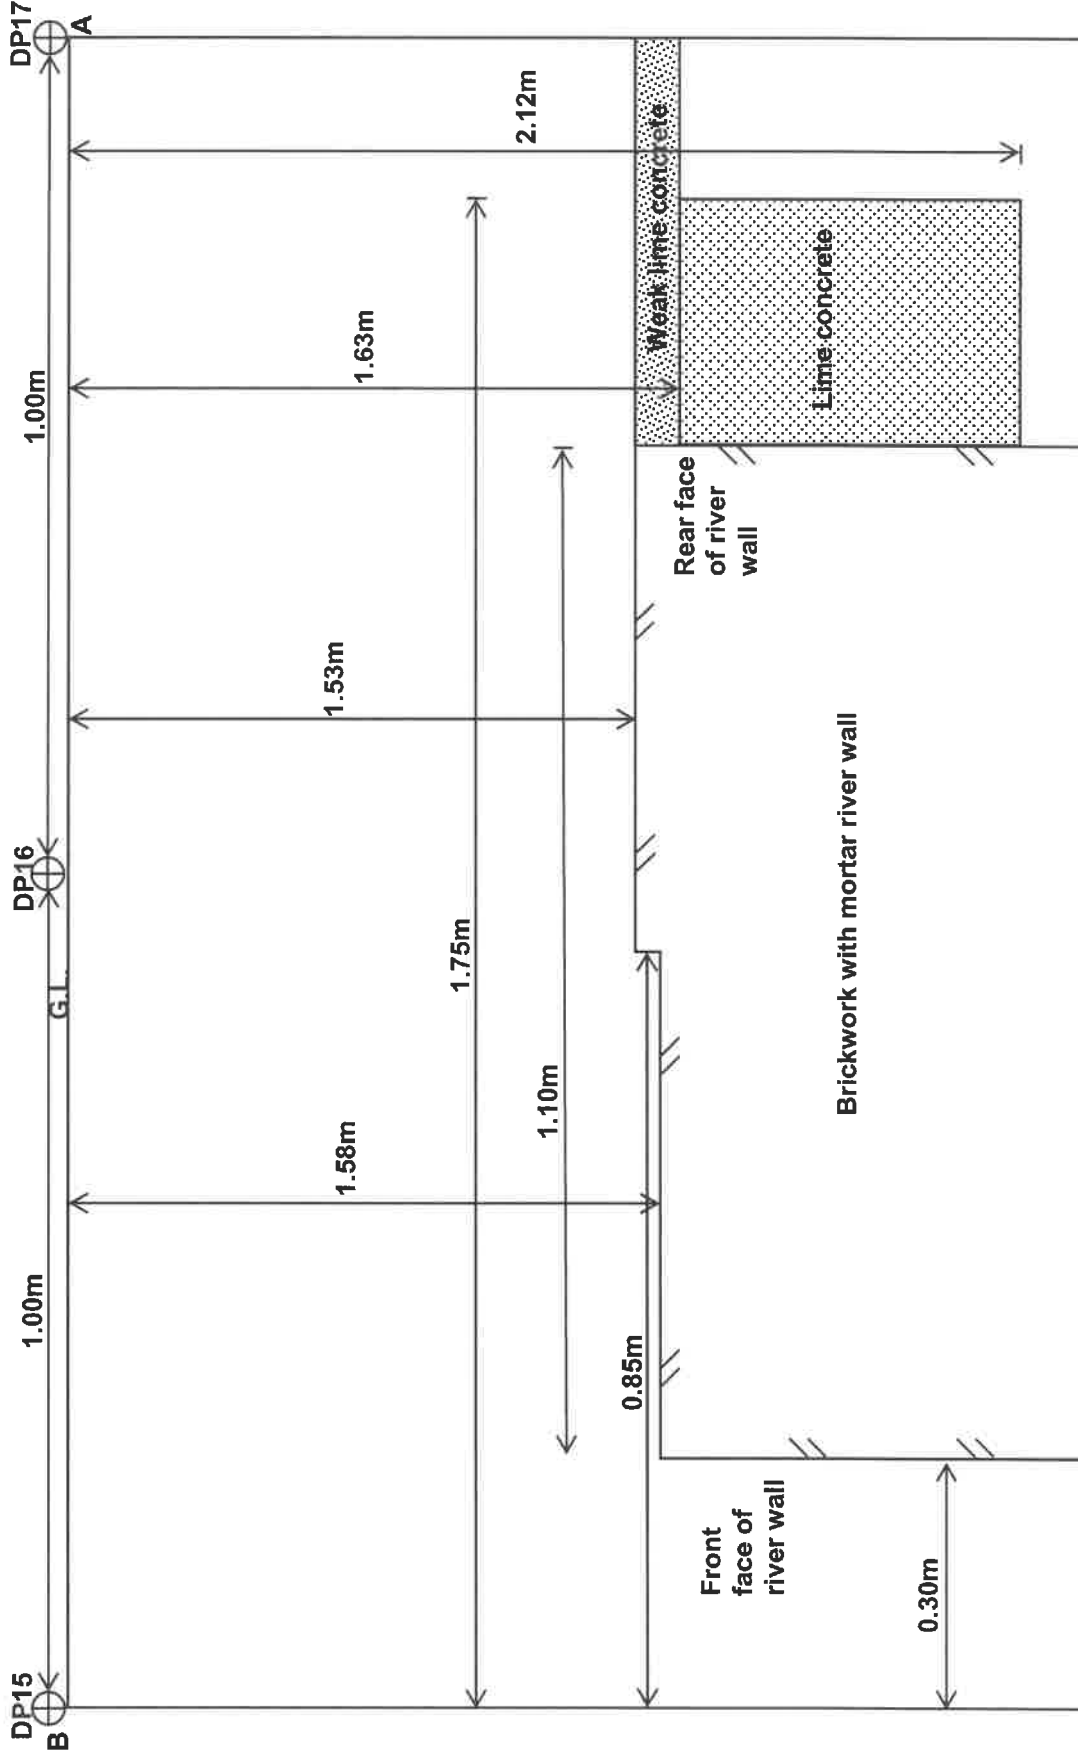 DP15
DP16
DP17
B
A
1.00m
G.L.
1.00m
1.58m
1.53m
1.63m
2.12m
1.75m
1.10m
0.85m
Weak lime concrete
Front
face of
river wall
Rear face
of river
wall
Lime concrete
Brickwork with mortar river wall
0.30m